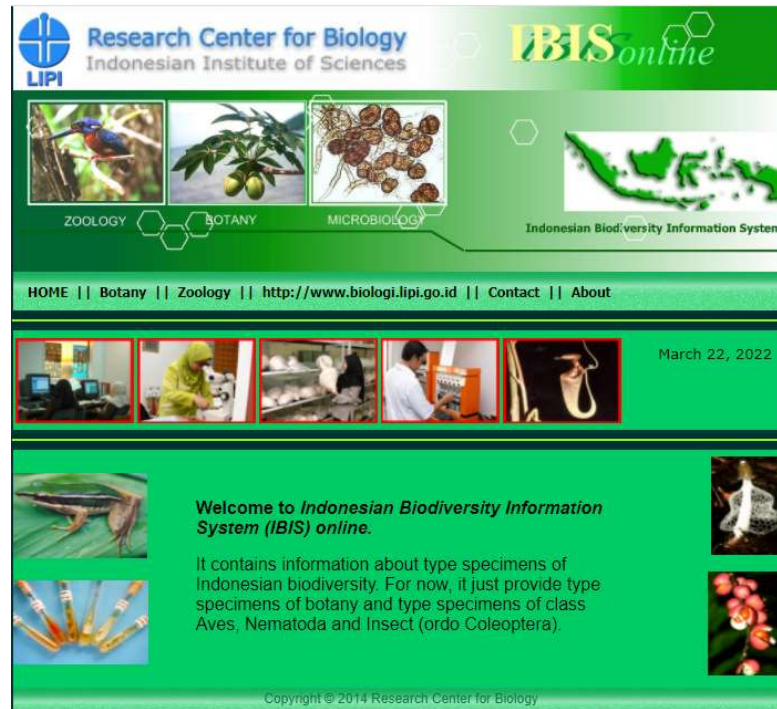 Research Center for Biology
Indonesian Institute of Sciences
LIPI
IBIS online
ZOOLOGY
BOTANY
MICROBIOLOGY
Indonesian Biodiversity Information System
HOME || Botany || Zoology || http://www.biologi.lipi.go.id || Contact || About
March 22, 2022
Welcome to Indonesian Biodiversity Information
System (IBIS) online.
It contains information about type specimens of
Indonesian biodiversity. For now, it just provide type
specimens of botany and type specimens of class
Aves, Nematoda and Insect (ordo Coleoptera).
Copyright © 2014 Research Center for Biology